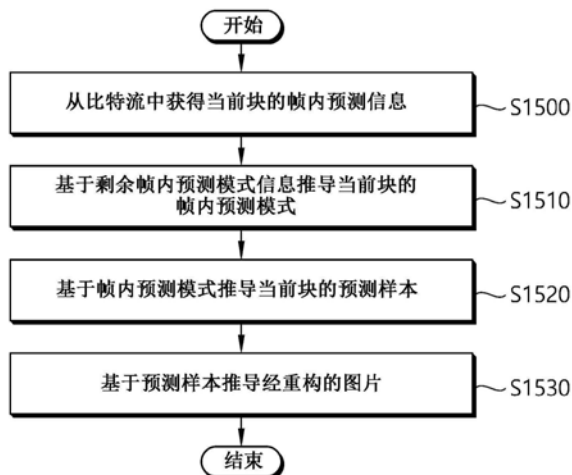 开始
从比特流中获得当前块的帧内预测信息
S1500
基于剩余帧内预测模式信息推导当前块的
帧内预测模式
S1510
基于帧内预测模式推导当前块的预测样本
S1520
基于预测样本推导经重构的图片
S1530
结束